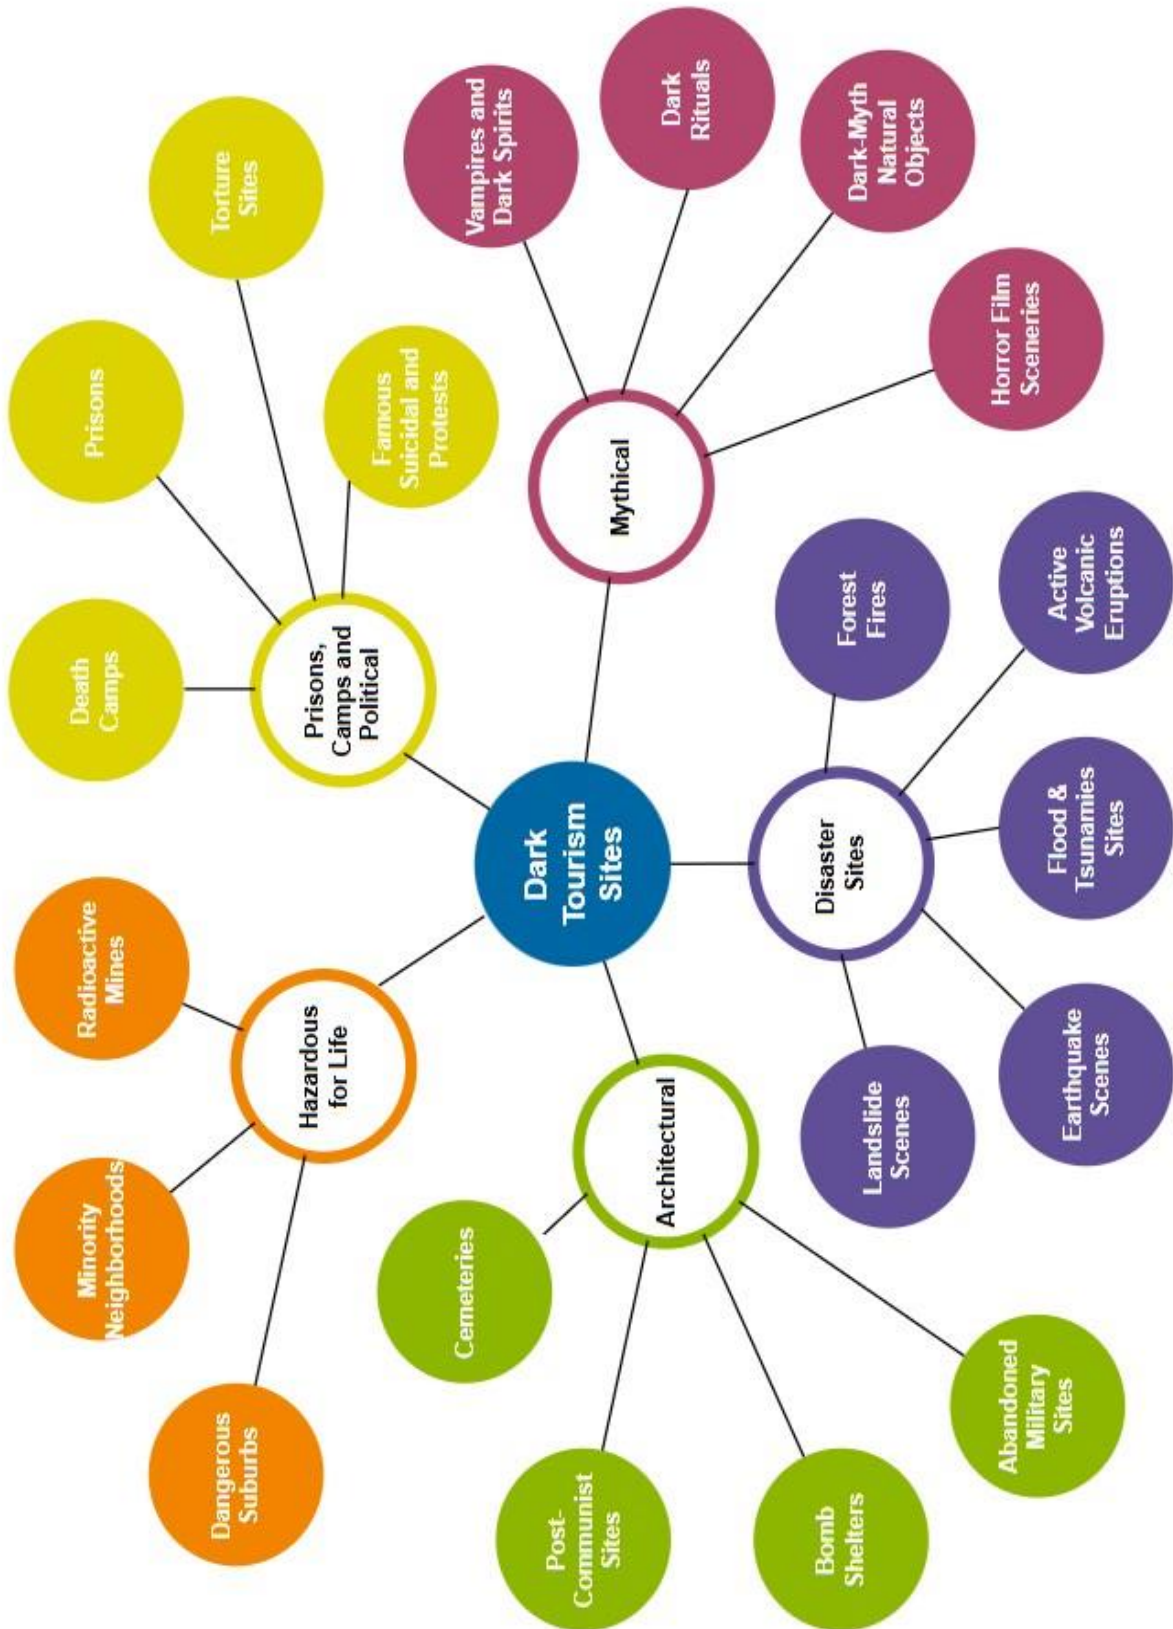 Dark
Tourism
Sites
Hazardous
for Life
Dangerous
Suburbs
Minority
Neighborhoods
Radioactive
Mines
Prisons,
Camps and
Political
Death
Camps
Prisons
Torture
Sites
Famous
Suicidal and
Protests
Mythical
Vampires and
Dark Spirits
Dark
Rituals
Dark-Myth
Natural
Objects
Horror Film
Sceneries
Disaster
Sites
Forest
Fires
Active
Volcanic
Eruptions
Flood &
Tsunamies
Sites
Earthquake
Scenes
Landslide
Scenes
Architectural
Cemeteries
Post-
Communist
Sites
Bomb
Shelters
Abandoned
Military
Sites